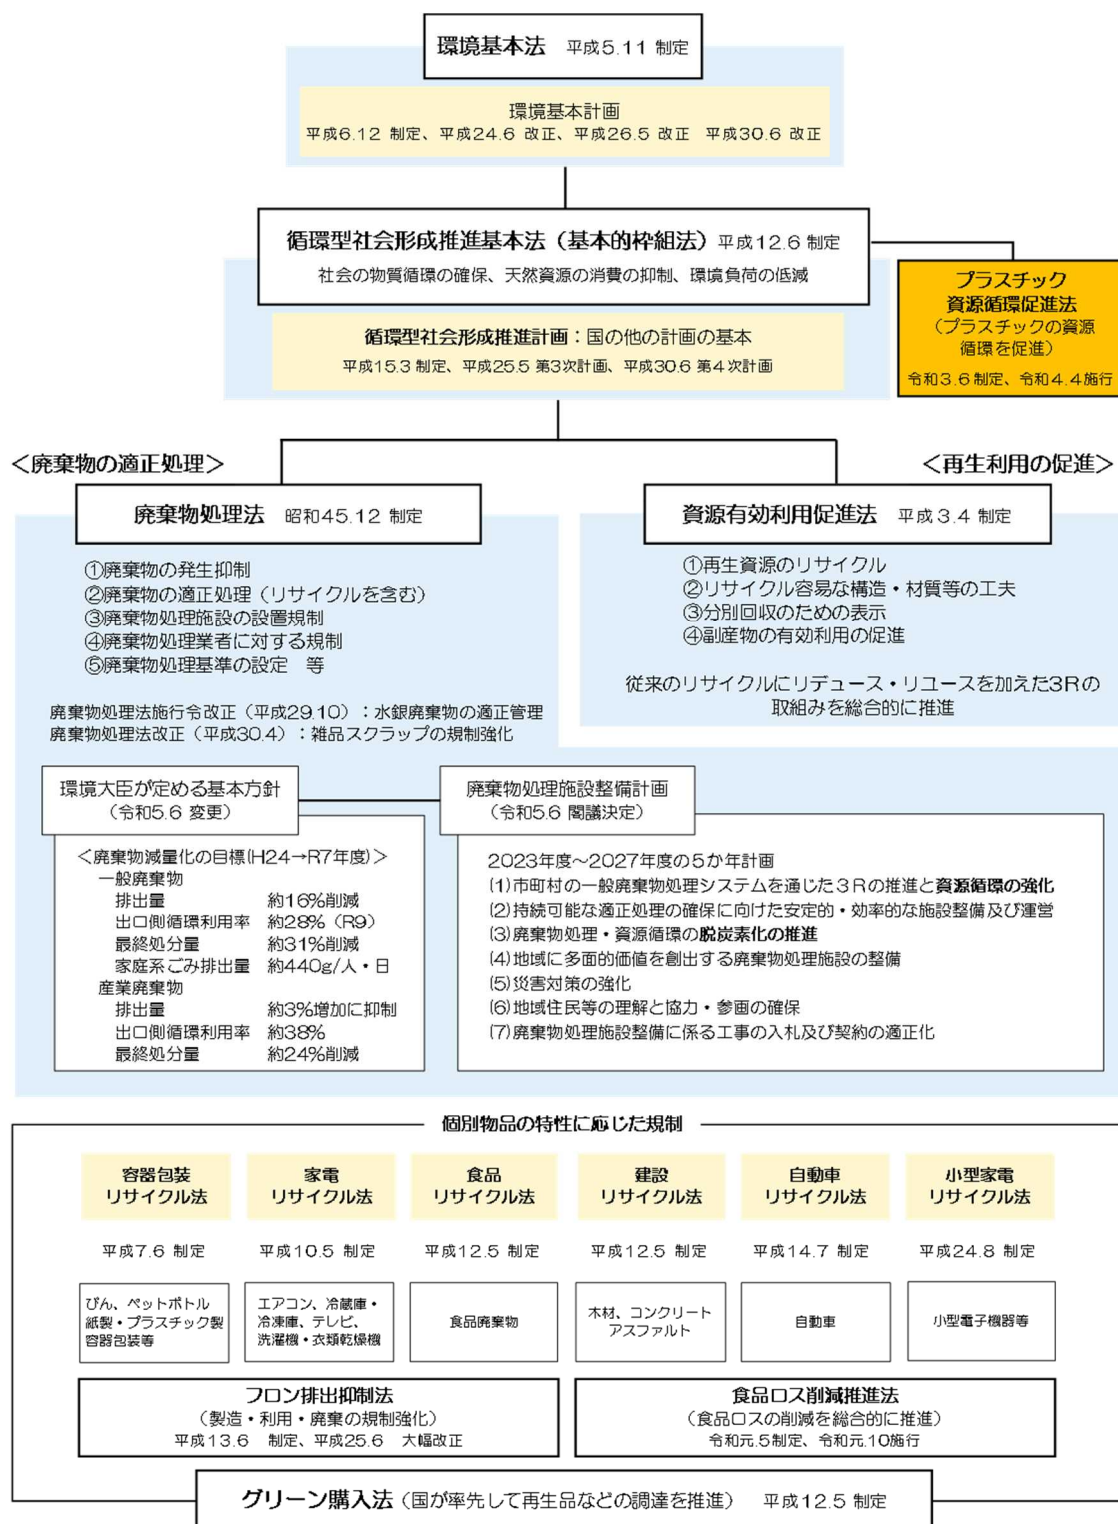 環境基本法 平成5.11 制定
環境基本計画
平成6.12 制定、平成24.6 改正、平成26.5 改正 平成30.6 改正
循環型社会形成推進基本法（基本的枠組法）平成12.6 制定
社会の物質循環の確保、天然資源の消費の抑制、環境負荷の低減
循環型社会形成推進計画：国の他の計画の基本
平成15.3 制定、平成25.5 第3次計画、平成30.6 第4次計画
プラスチック
資源循環促進法
（プラスチックの資源
循環を促進）
令和3.6制定、令和4.4施行
＜廃棄物の適正処理＞
廃棄物処理法 昭和45.12 制定
①廃棄物の発生抑制
②廃棄物の適正処理（リサイクルを含む）
③廃棄物処理施設の設置規制
④廃棄物処理業者に対する規制
⑤廃棄物処理基準の設定 等
廃棄物処理法施行令改正（平成29.10）：水銀廃棄物の適正管理
廃棄物処理法改正（平成30.4）：雑品スクラップの規制強化
＜再生利用の促進＞
資源有効利用促進法 平成3.4 制定
①再生資源のリサイクル
②リサイクル容易な構造・材質等の工夫
③分別回収のための表示
④副産物の有効利用の促進
従来のリサイクルにリデュース・リユースを加えた3Rの
取組みを総合的に推進
環境大臣が定める基本方針
（令和5.6 変更）
＜廃棄物減量化の目標(H24→R7年度)＞
一般廃棄物
排出量 約16%削減
出口側循環利用率 約28%（R9）
最終処分量 約31%削減
家庭系ごみ排出量 約440g/人・日
産業廃棄物
排出量 約3%増加に抑制
出口側循環利用率 約38%
最終処分量 約24%削減
廃棄物処理施設整備計画
（令和5.6 閣議決定）
2023年度～2027年度の5か年計画
(1)市町村の一般廃棄物処理システムを通じた3Rの推進と資源循環の強化
(2)持続可能な適正処理の確保に向けた安定的・効率的な施設整備及び運営
(3)廃棄物処理・資源循環の脱炭素化の推進
(4)地域に多面的価値を創出する廃棄物処理施設の整備
(5)災害対策の強化
(6)地域住民等の理解と協力・参画の確保
(7)廃棄物処理施設整備に係る工事の入札及び契約の適正化
個別物品の特性に応じた規制
容器包装
リサイクル法
平成7.6 制定
びん、ペットボトル
紙製・プラスチック製
容器包装等
家電
リサイクル法
平成10.5 制定
エアコン、冷蔵庫・
冷凍庫、テレビ、
洗濯機・衣類乾燥機
食品
リサイクル法
平成12.5 制定
食品廃棄物
建設
リサイクル法
平成12.5 制定
木材、コンクリート
アスファルト
自動車
リサイクル法
平成14.7 制定
自動車
小型家電
リサイクル法
平成24.8 制定
小型電子機器等
フロン排出抑制法
（製造・利用・廃棄の規制強化）
平成13.6 制定、平成25.6 大幅改正
食品ロス削減推進法
（食品ロスの削減を総合的に推進）
令和元.5制定、令和元.10施行
グリーン購入法（国が率先して再生品などの調達を推進） 平成12.5 制定